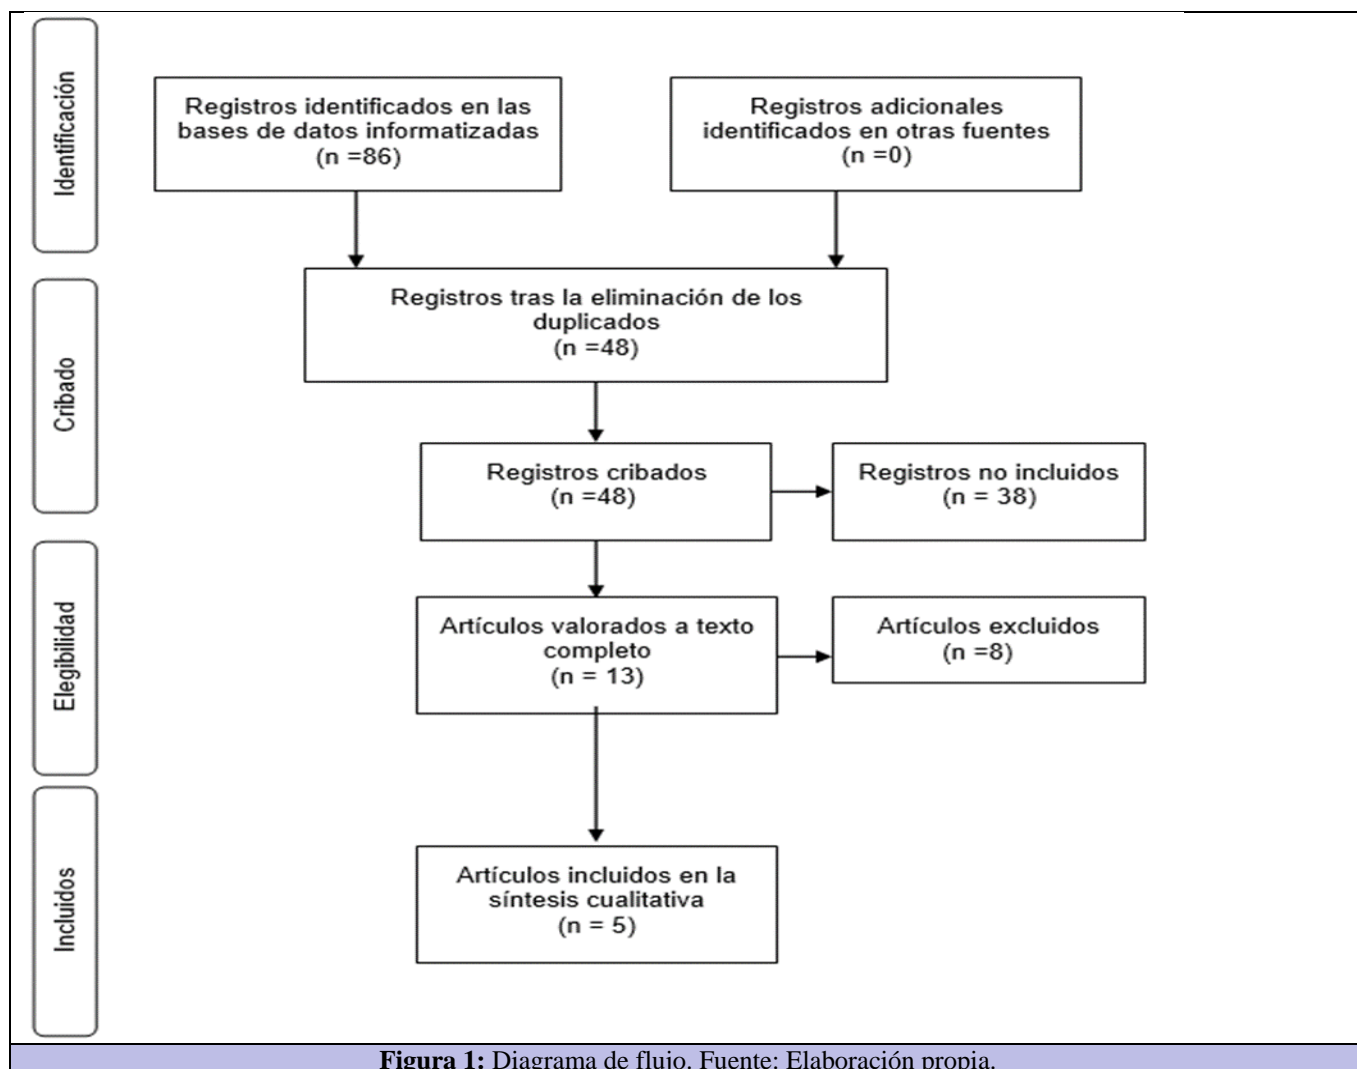 Identificación
Registros identificados en las
bases de datos informatizadas
(n =86)
Registros adicionales
identificados en otras fuentes
(n =0)
Cribado
Registros tras la eliminación de los
duplicados
(n =48)
Registros cribados
(n =48)
Registros no incluidos
(n = 38)
Elegibilidad
Artículos valorados a texto
completo
(n = 13)
Artículos excluidos
(n =8)
Incluidos
Artículos incluidos en la
síntesis cualitativa
(n = 5)
Figura 1: Diagrama de flujo. Fuente: Elaboración propia.